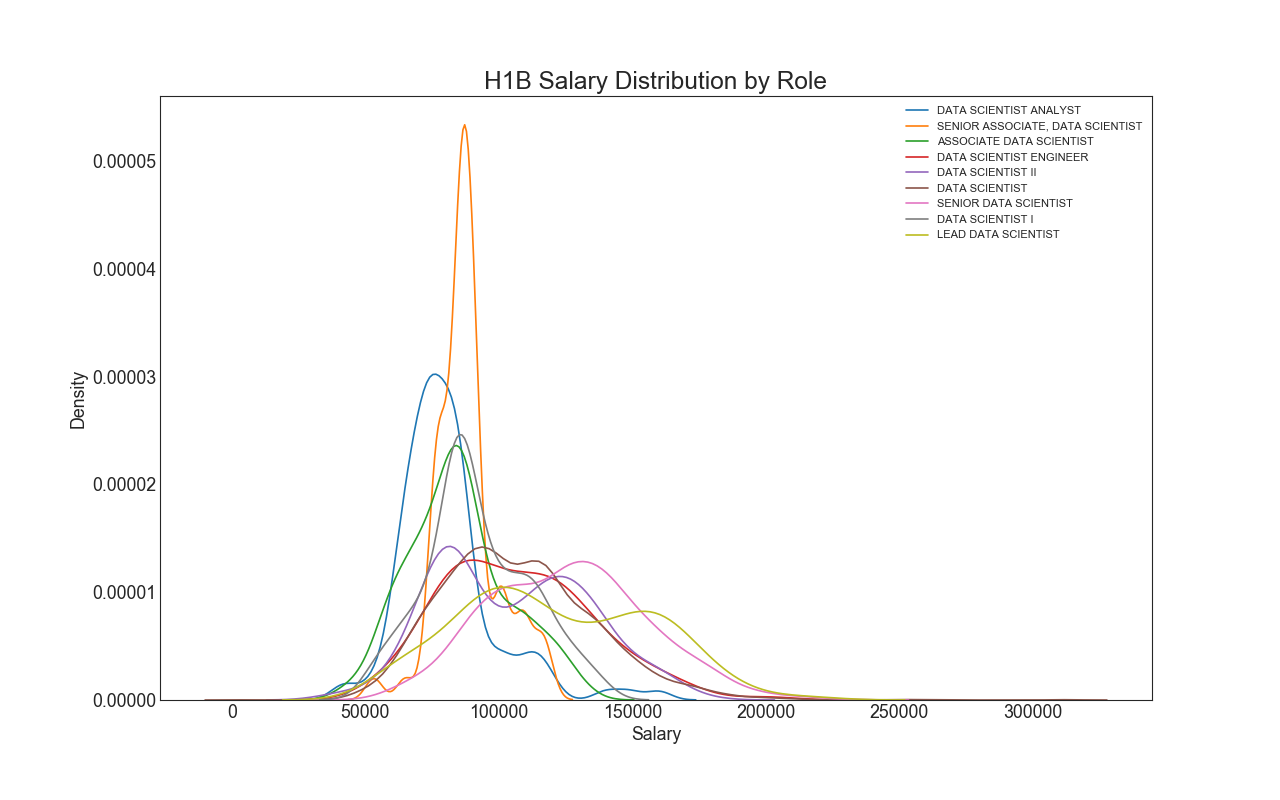 H1B Salary Distribution by Role
DATA SCIENTIST ANALYST
SENIOR ASSOCIATE, DATA SCIENTIST
ASSOCIATE DATA SCIENTIST
DATA SCIENTIST ENGINEER
DATA SCIENTIST II
DATA SCIENTIST
SENIOR DATA SCIENTIST
DATA SCIENTIST I
LEAD DATA SCIENTIST
0.00005
0.00004
0.00003
0.00002
0.00001
0.00000
Density
0 50000 100000 150000 200000 250000 300000
Salary